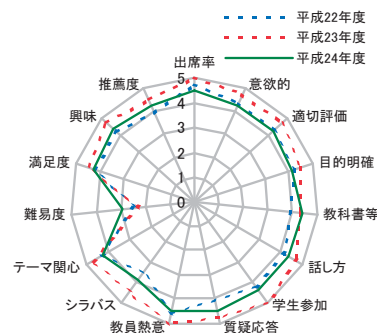 平成22年度
平成23年度
平成24年度
出席率
意欲的
適切評価
目的明確
教科書等
話し方
学生参加
質疑応答
教員熱意
シラバス
テーマ関心
難易度
満足度
興味
推薦度
5
4
3
2
1
0